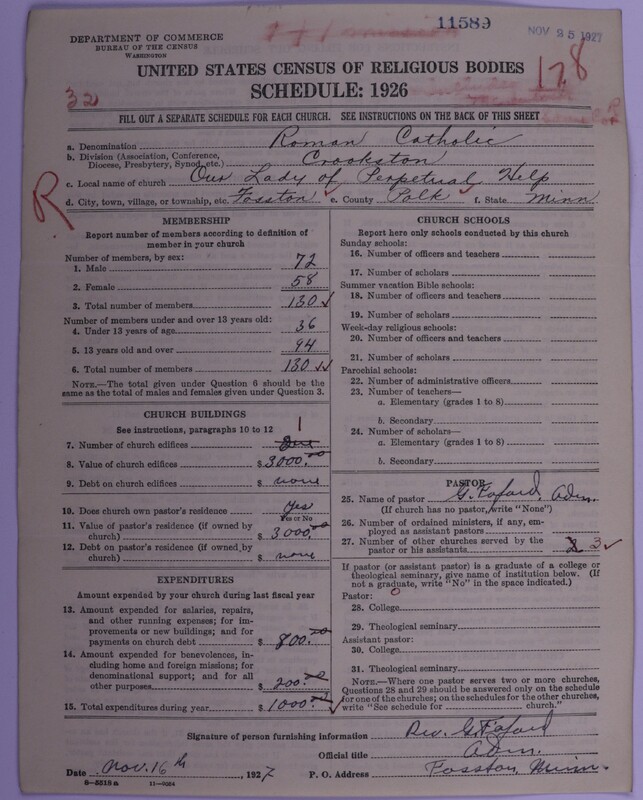 11589
NOV 25 1927
DEPARTMENT OF COMMERCE
BUREAU OF THE CENSUS
WASHINGTON
UNITED STATES CENSUS OF RELIGIOUS BODIES
178
SCHEDULE: 1926
32
FILL OUT A SEPARATE SCHEDULE FOR EACH CHURCH. SEE INSTRUCTIONS ON THE BACK OF THIS SHEET
a. Denomination Roman Catholic
b. Division (Association, Conference, Diocese, Presbytery, Synod, etc.) Crookston
c. Local name of church Our Lady of Perpetual Help
d. City, town, village, or township, etc. Fosston e. County Polk f. State Minn
R
MEMBERSHIP
Report number of members according to definition of
member in your church
Number of members, by sex:
1. Male 72
2. Female 58
3. Total number of members 130
Number of members under and over 13 years old:
4. Under 13 years of age 36
5. 13 years old and over 94
6. Total number of members 130
NOTE.—The total given under Question 6 should be
the same as the total of males and females given under Question 3.
CHURCH BUILDINGS
See instructions, paragraphs 10 to 12
7. Number of church edifices 1
8. Value of church edifices $ 3000.00
9. Debt on church edifices $ none
10. Does church own pastor's residence Yes
Yes or No
11. Value of pastor's residence (if owned by
church) $ 3000.00
12. Debt on pastor's residence (if owned by
church) $ none
EXPENDITURES
Amount expended by your church during last fiscal year
13. Amount expended for salaries, repairs,
and other running expenses; for im-
provements or new buildings; and for
payments on church debt $ 800.00
14. Amount expended for benevolences, in-
cluding home and foreign missions; for
denominational support; and for all
other purposes $ 200.00
15. Total expenditures during year $ 1000.00
CHURCH SCHOOLS
Report here only schools conducted by this church
Sunday schools:
16. Number of officers and teachers
17. Number of scholars
Summer vacation Bible schools:
18. Number of officers and teachers
19. Number of scholars
Week-day religious schools:
20. Number of officers and teachers
21. Number of scholars
Parochial schools:
22. Number of administrative officers
23. Number of teachers—
a. Elementary (grades 1 to 8)
b. Secondary
24. Number of scholars—
a. Elementary (grades 1 to 8)
b. Secondary
PASTOR
25. Name of pastor G. Fafard, Adm.
(If church has no pastor, write "None")
26. Number of ordained ministers, if any, em-
ployed as assistant pastors
27. Number of other churches served by the
pastor or his assistants 3
If pastor (or assistant pastor) is a graduate of a college or
theological seminary, give name of institution below. (If
not a graduate, write "No" in the space indicated.)
Pastor:
28. College
29. Theological seminary
Assistant pastor:
30. College
31. Theological seminary
NOTE.—Where one pastor serves two or more churches,
Questions 28 and 29 should be answered only on the schedule
for one of the churches; on the schedules for the other churches,
write "See schedule for church."
Signature of person furnishing information Rev. G. Fafard
Official title Adm.
Date Nov. 16th, 1927 P. O. Address Fosston, Minn.
8—5518a 11—9034